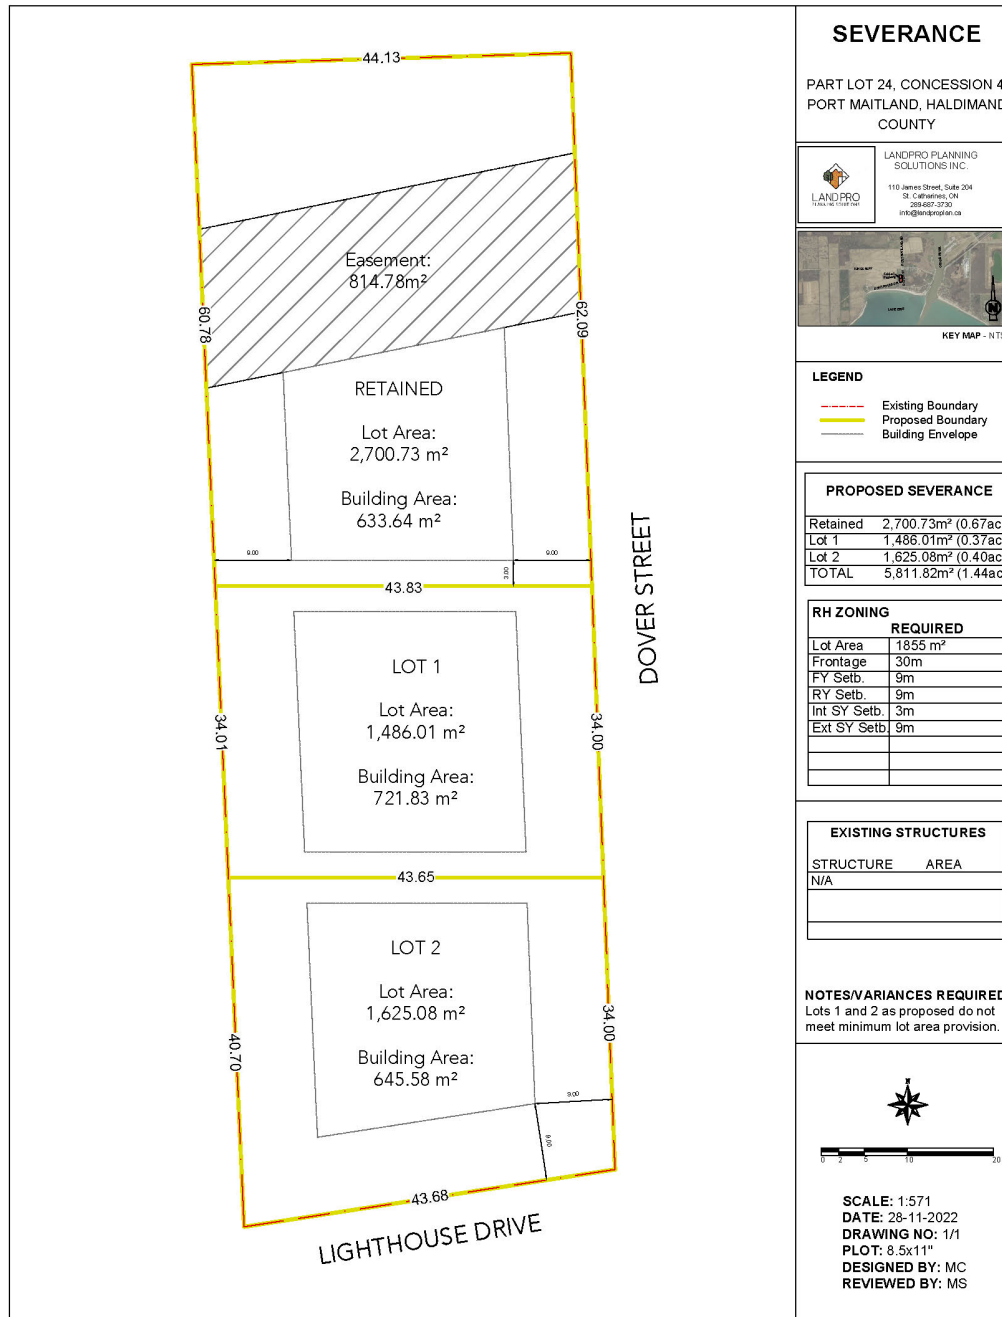 44.13
Easement:
814.78m²
60.78
62.09
RETAINED
Lot Area:
2,700.73 m²
Building Area:
633.64 m²
9.00
9.00
3.00
43.83
DOVER STREET
LOT 1
Lot Area:
1,486.01 m²
Building Area:
721.83 m²
34.01
34.00
43.65
LOT 2
Lot Area:
1,625.08 m²
Building Area:
645.58 m²
40.70
34.00
9.00
9.00
43.68
LIGHTHOUSE DRIVE
SEVERANCE
PART LOT 24, CONCESSION 4
PORT MAITLAND, HALDIMAND
COUNTY
LANDPRO
PLANNING SOLUTIONS
LANDPRO PLANNING
SOLUTIONS INC.
110 James Street, Suite 204
St. Catharines, ON
289-687-3730
info@landproplan.ca
N
KEY MAP - NTS
LEGEND
Existing Boundary
Proposed Boundary
Building Envelope
PROPOSED SEVERANCE
Retained 2,700.73m² (0.67ac
Lot 1 1,486.01m² (0.37ac
Lot 2 1,625.08m² (0.40ac
TOTAL 5,811.82m² (1.44ac
RH ZONING
REQUIRED
Lot Area 1855 m²
Frontage 30m
FY Setb. 9m
RY Setb. 9m
Int SY Setb. 3m
Ext SY Setb. 9m
EXISTING STRUCTURES
STRUCTURE AREA
N/A
NOTES/VARIANCES REQUIRED
Lots 1 and 2 as proposed do not
meet minimum lot area provision.
N
0 2 5 10 20
SCALE: 1:571
DATE: 28-11-2022
DRAWING NO: 1/1
PLOT: 8.5x11"
DESIGNED BY: MC
REVIEWED BY: MS